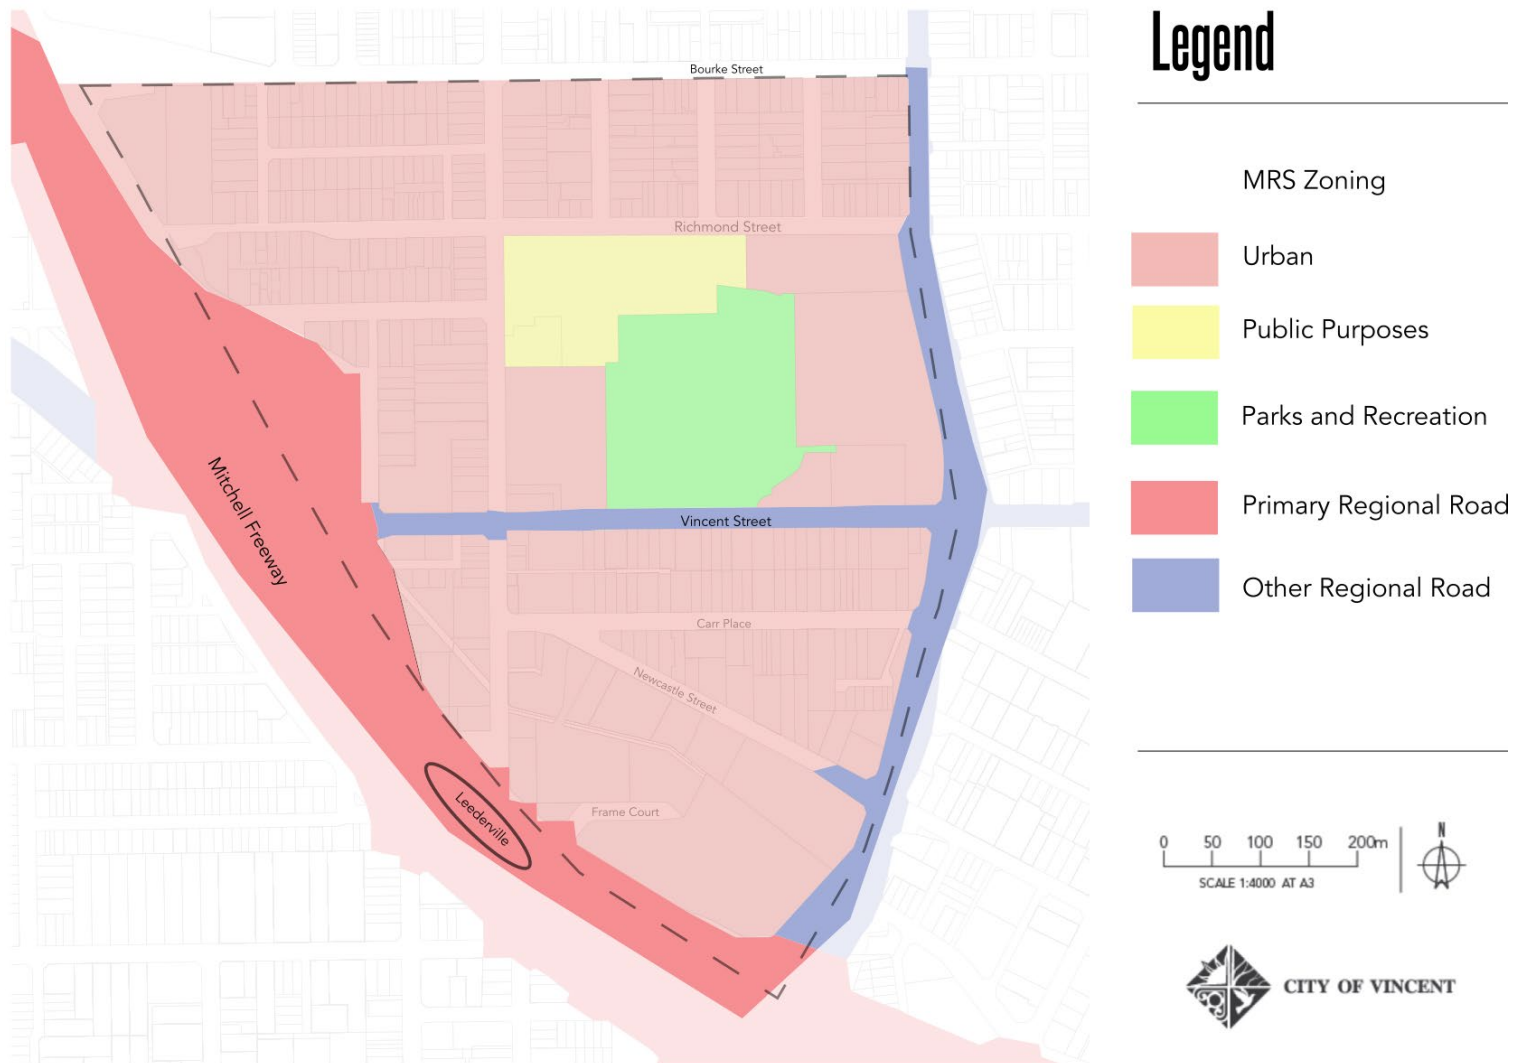 Legend
Bourke Street
MRS Zoning
Richmond Street
Urban
Public Purposes
Parks and Recreation
Mitchell Freeway
Primary Regional Road
Vincent Street
Other Regional Road
Carr Place
Newcastle Street
Leederville
Frame Court
N
0 50 100 150 200m
SCALE 1:4000 AT A3
CITY OF VINCENT